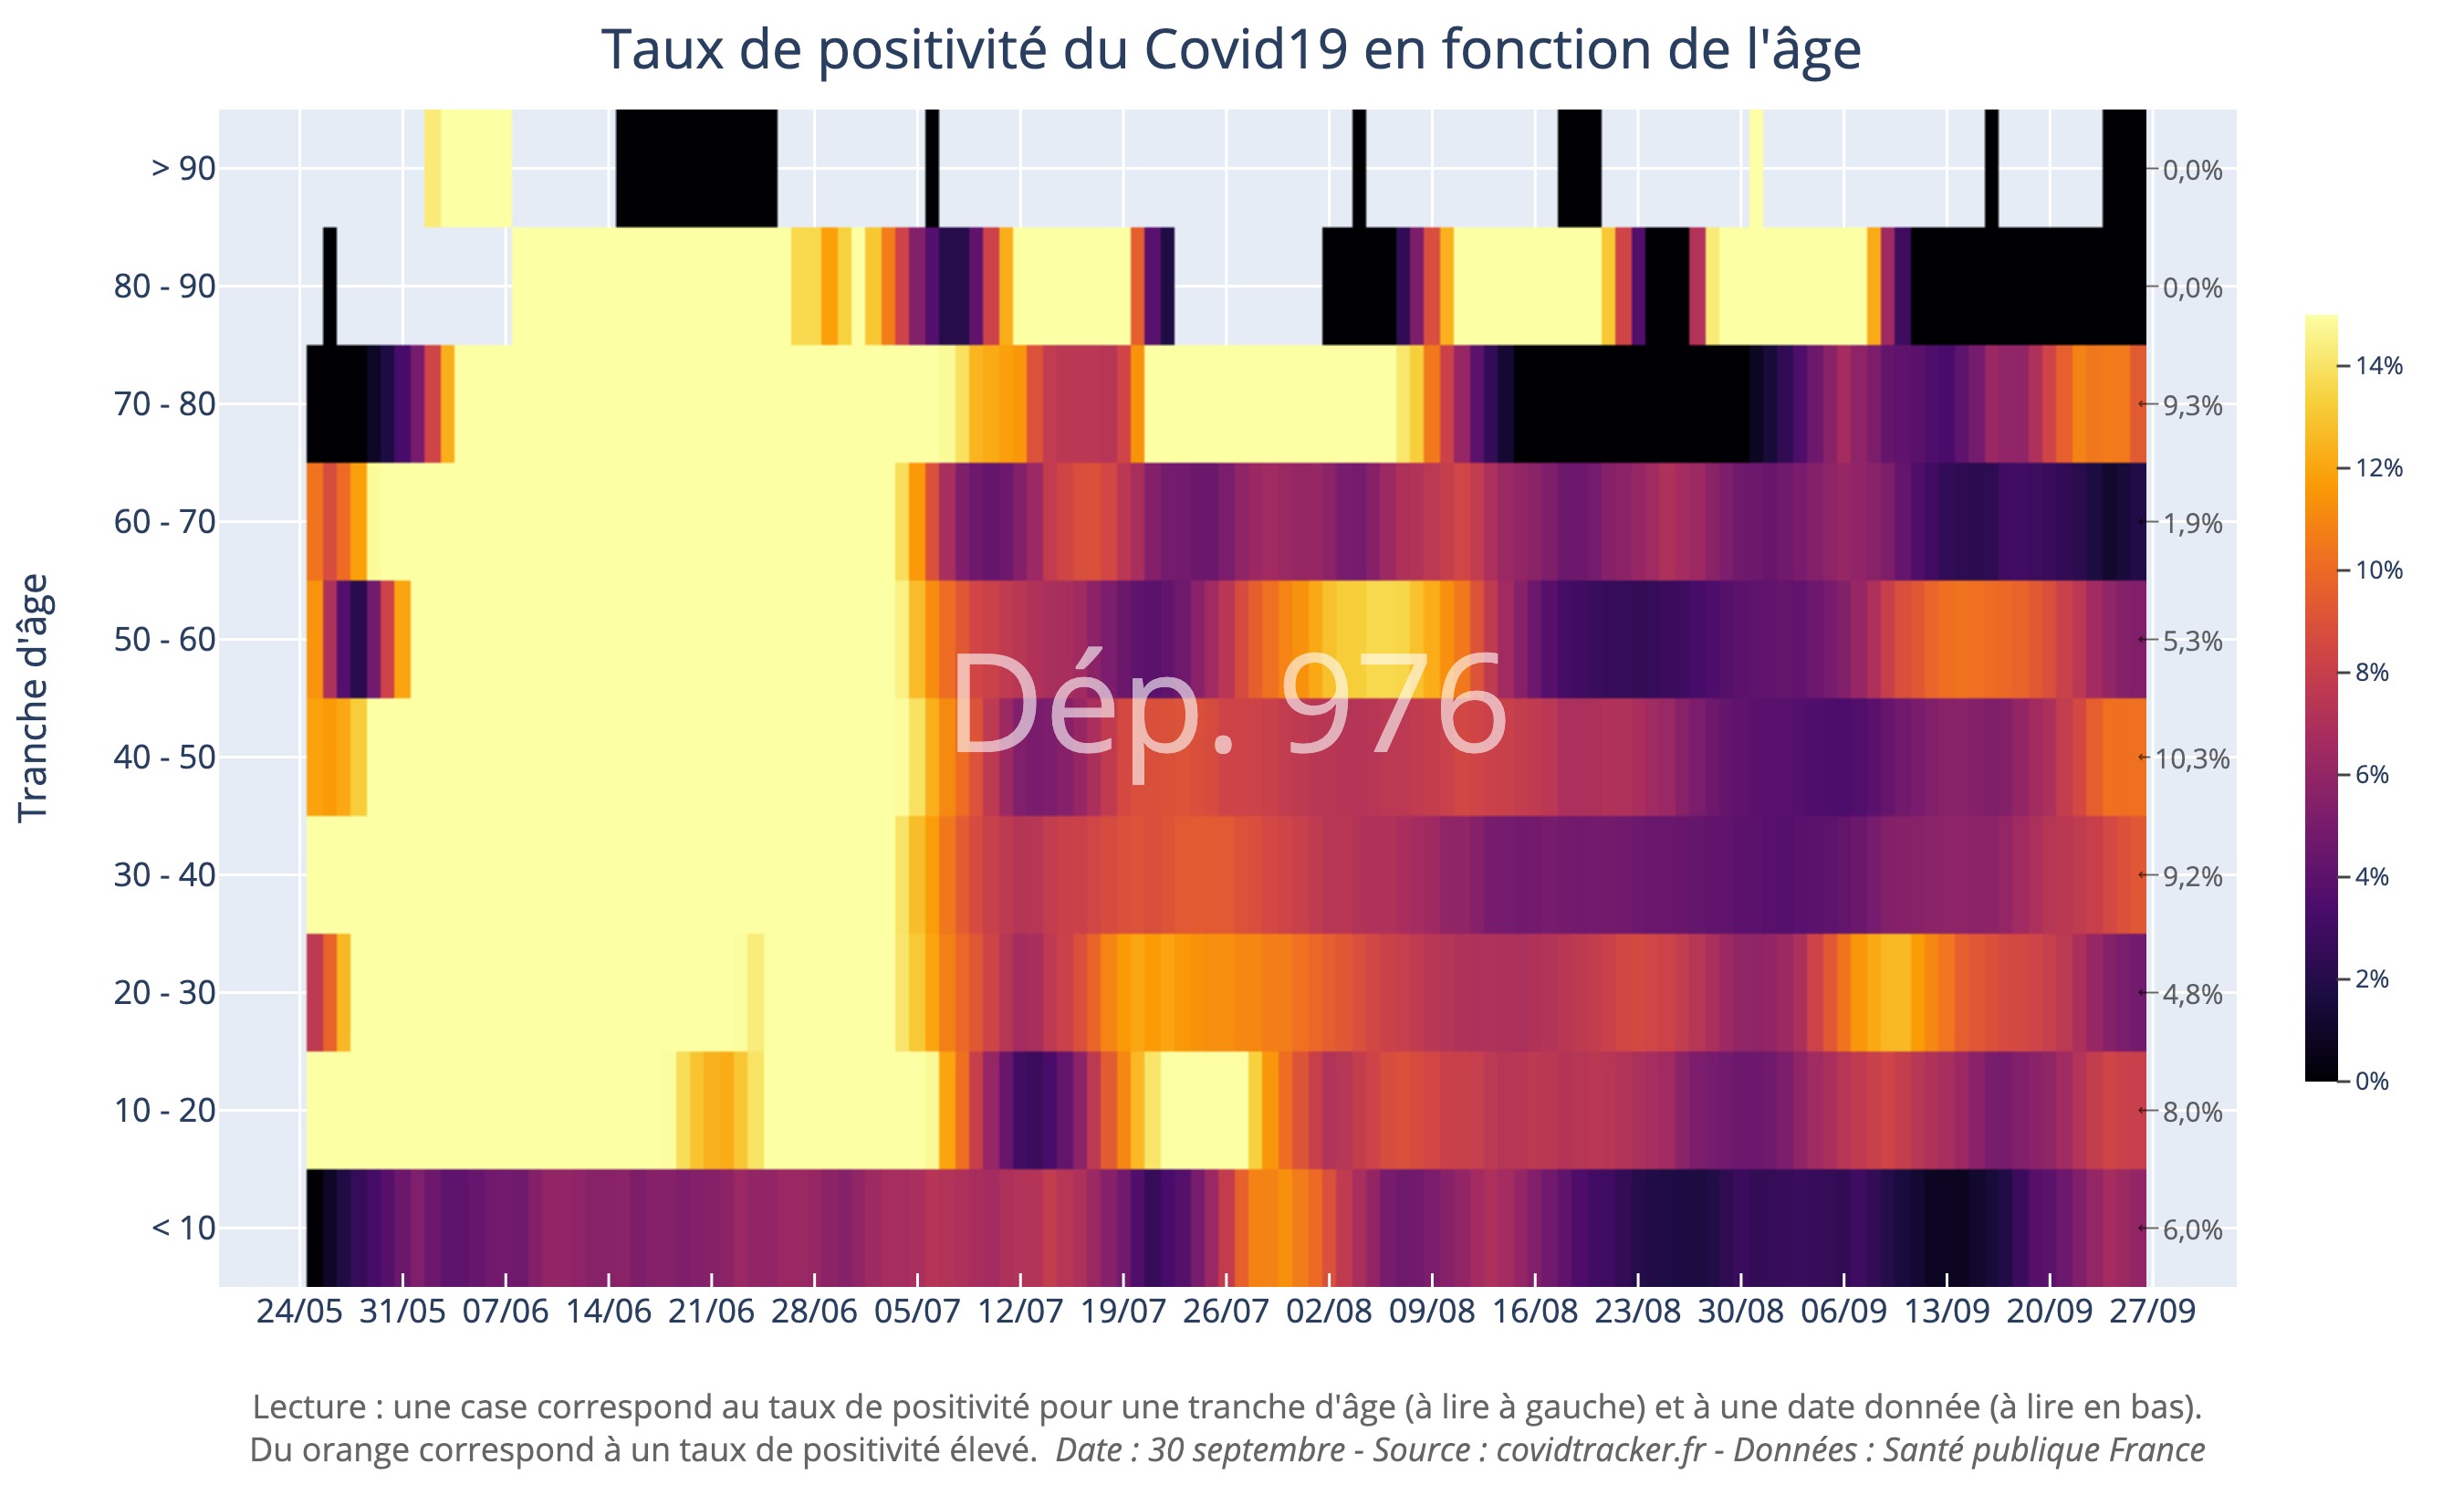 Taux de positivité du Covid19 en fonction de l'âge
Tranche d'âge
> 90
80 - 90
70 - 80
60 - 70
50 - 60
40 - 50
30 - 40
20 - 30
10 - 20
< 10
Dép. 976
0,0%
0,0%
9,3%
1,9%
5,3%
10,3%
9,2%
4,8%
8,0%
6,0%
14%
12%
10%
8%
6%
4%
2%
0%
24/05 31/05 07/06 14/06 21/06 28/06 05/07 12/07 19/07 26/07 02/08 09/08 16/08 23/08 30/08 06/09 13/09 20/09 27/09
Lecture : une case correspond au taux de positivité pour une tranche d'âge (à lire à gauche) et à une date donnée (à lire en bas).
Du orange correspond à un taux de positivité élevé. Date : 30 septembre - Source : covidtracker.fr - Données : Santé publique France